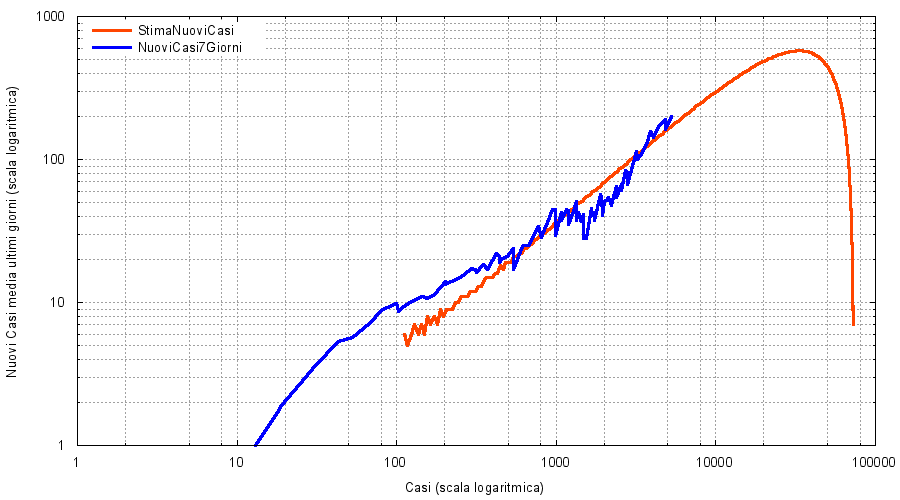 1000
StimaNuoviCasi
NuoviCasi7Giorni
100
10
1
Nuovi Casi media ultimi giorni (scala logaritmica)
1 10 100 1000 10000 100000
Casi (scala logaritmica)